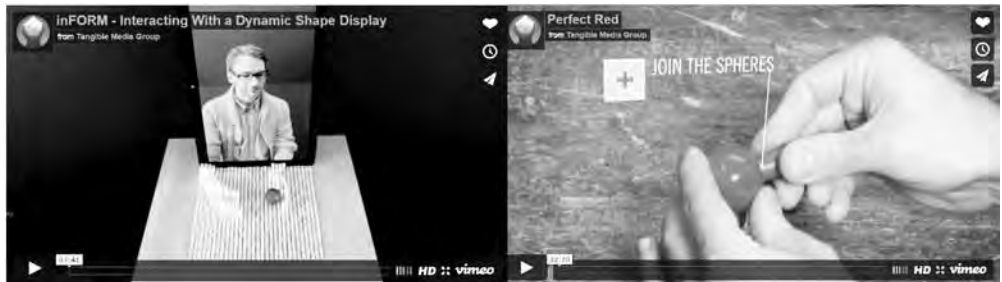 inFORM - Interacting With a Dynamic Shape Display
from Tangible Media Group
HD vimeo
Perfect Red
from Tangible Media Group
+ JOIN THE SPHERES
HD vimeo